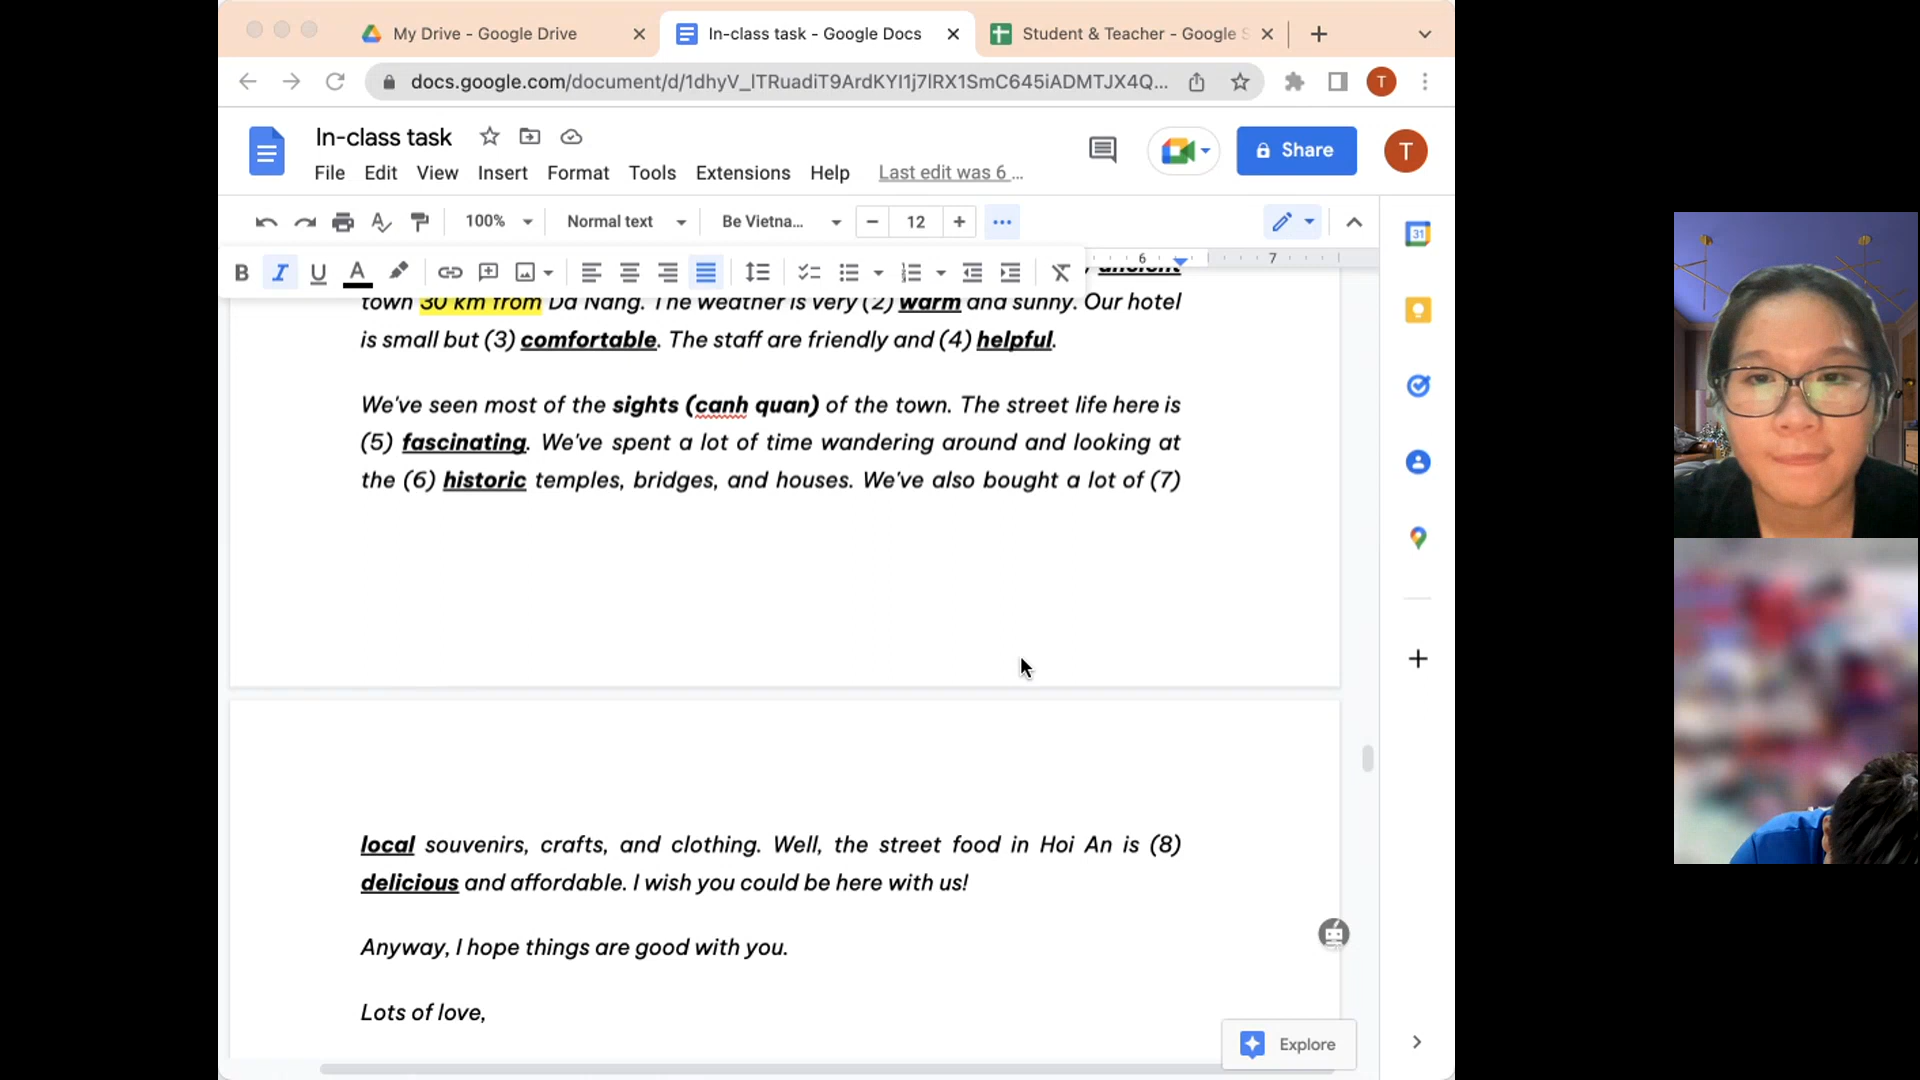 My Drive - Google Drive
In-class task - Google Docs
Student & Teacher - Google S
docs.google.com/document/d/1dhyV_lTRuadiT9ArdKYI1j7lRX1SmC645iADMTJX4Q...
T
In-class task
Share
T
File Edit View Insert Format Tools Extensions Help Last edit was 6 ...
100% Normal text Be Vietna... 12
31
B I U A
6 7
ancient
town 30 km from Da Nang. The weather is very (2) warm and sunny. Our hotel
is small but (3) comfortable. The staff are friendly and (4) helpful.
We've seen most of the sights (canh quan) of the town. The street life here is
(5) fascinating. We've spent a lot of time wandering around and looking at
the (6) historic temples, bridges, and houses. We've also bought a lot of (7)
local souvenirs, crafts, and clothing. Well, the street food in Hoi An is (8)
delicious and affordable. I wish you could be here with us!
Anyway, I hope things are good with you.
Lots of love,
Explore